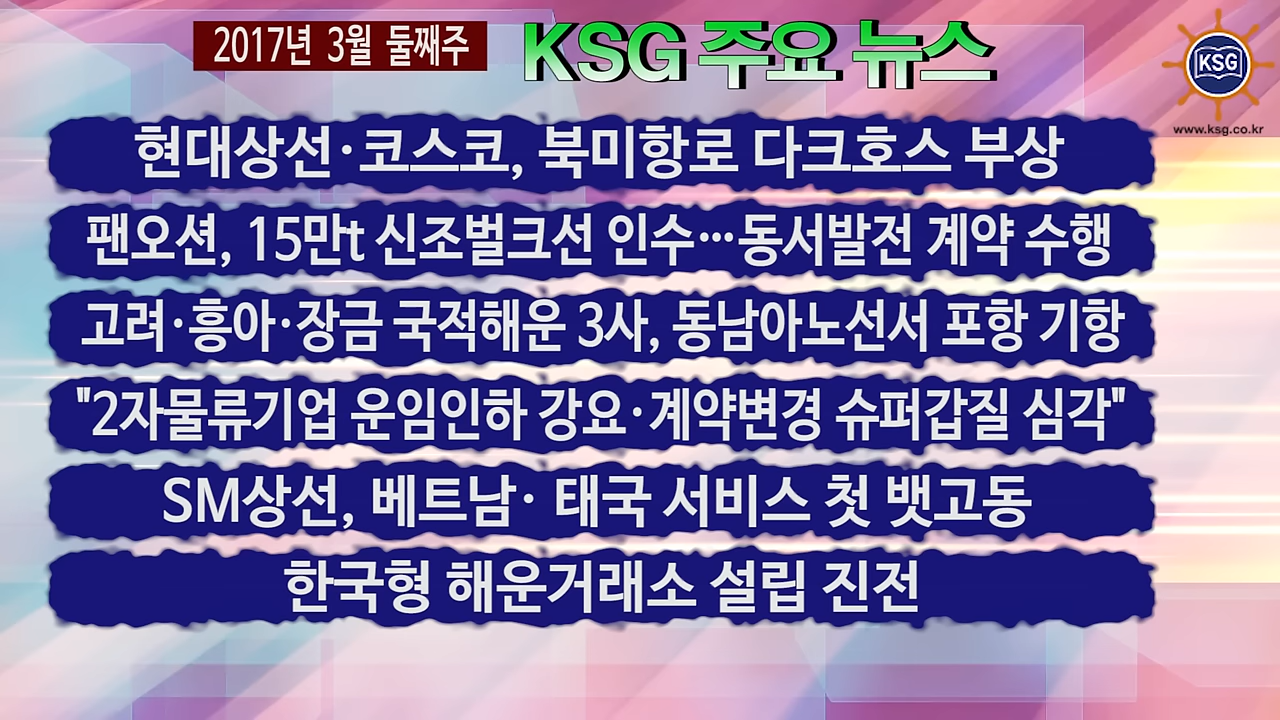 2017년 3월 둘째주
KSG 주요 뉴스
KSG
www.ksg.co.kr
현대상선·코스코, 북미항로 다크호스 부상
팬오션, 15만t 신조벌크선 인수…동서발전 계약 수행
고려·흥아·장금 국적해운 3사, 동남아노선서 포항 기항
"2자물류기업 운임인하 강요·계약변경 슈퍼갑질 심각"
SM상선, 베트남· 태국 서비스 첫 뱃고동
한국형 해운거래소 설립 진전